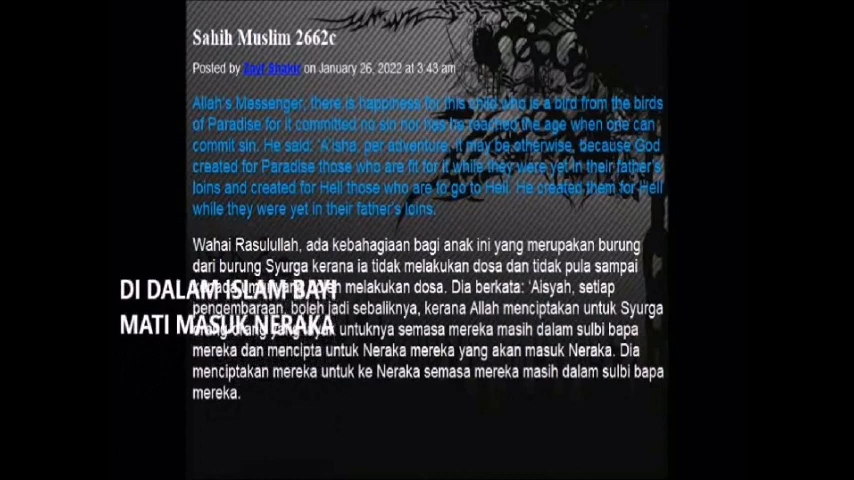 Sahih Muslim 2662c
Posted by Zayf Shakir on January 26, 2022 at 3:43 am
Allah's Messenger, there is happiness for this child who is a bird from the birds
of Paradise for it committed no sin nor has he reached the age when one can
commit sin. He said: 'A'isha, per adventure, it may be otherwise, because God
created for Paradise those who are fit for it while they were yet in their father's
loins and created for Hell those who are to go to Hell. He created them for Hell
while they were yet in their father's loins.
Wahai Rasulullah, ada kebahagiaan bagi anak ini yang merupakan burung
dari burung Syurga kerana ia tidak melakukan dosa dan tidak pula sampai
melakukan dosa. Dia berkata: 'Aisyah, setiap
pengembaraan, boleh jadi sebaliknya, kerana Allah menciptakan untuk Syurga
untuknya semasa mereka masih dalam sulbi bapa
mereka dan mencipta untuk Neraka mereka yang akan masuk Neraka. Dia
menciptakan mereka untuk ke Neraka semasa mereka masih dalam sulbi bapa
mereka.
DI DALAM ISLAM BAYI
MATI MASUK NERAKA